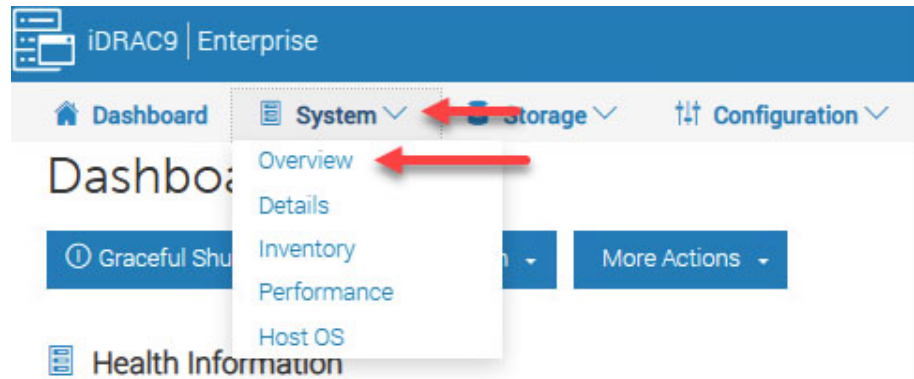 iDRAC9 | Enterprise
Dashboard System Storage Configuration
Overview
Dashboa
Details
Graceful Shu
Inventory
n
More Actions
Performance
Host OS
Health Information